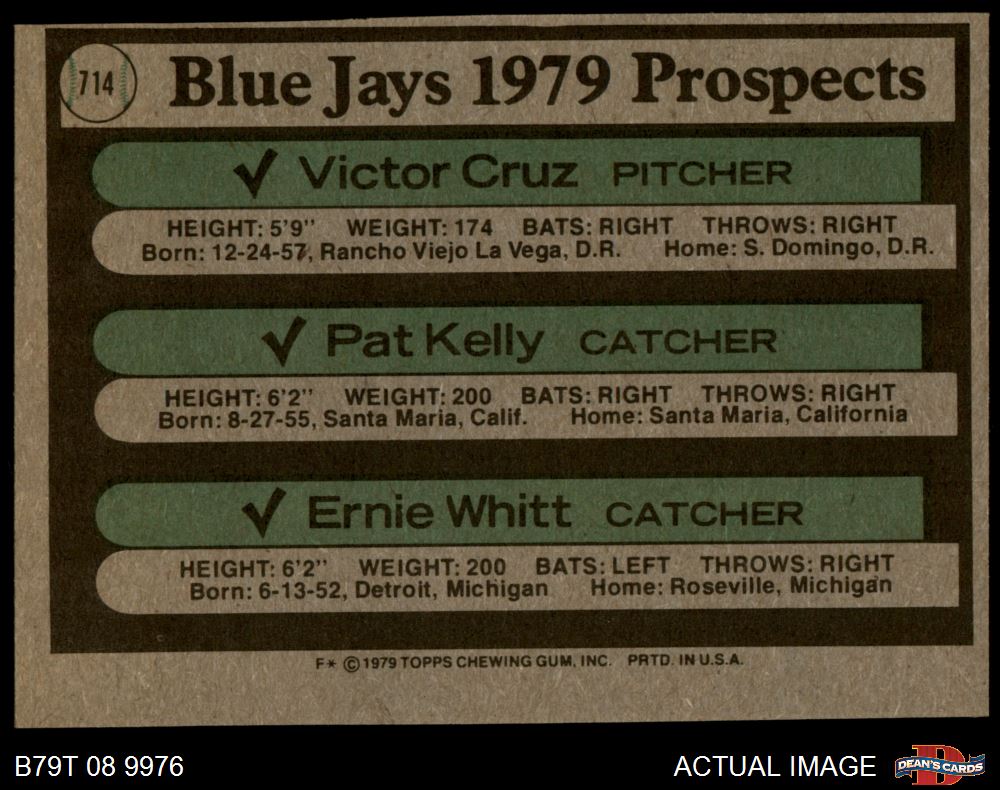 714
Blue Jays 1979 Prospects
✓ Victor Cruz PITCHER
HEIGHT: 5'9" WEIGHT: 174 BATS: RIGHT THROWS: RIGHT
Born: 12-24-57, Rancho Viejo La Vega, D.R. Home: S. Domingo, D.R.
✓ Pat Kelly CATCHER
HEIGHT: 6'2" WEIGHT: 200 BATS: RIGHT THROWS: RIGHT
Born: 8-27-55, Santa Maria, Calif. Home: Santa Maria, California
✓ Ernie Whitt CATCHER
HEIGHT: 6'2" WEIGHT: 200 BATS: LEFT THROWS: RIGHT
Born: 6-13-52, Detroit, Michigan Home: Roseville, Michigan
F* © 1979 TOPPS CHEWING GUM, INC. PRTD. IN U.S.A.
B79T 08 9976 ACTUAL IMAGE D DEAN'S CARDS